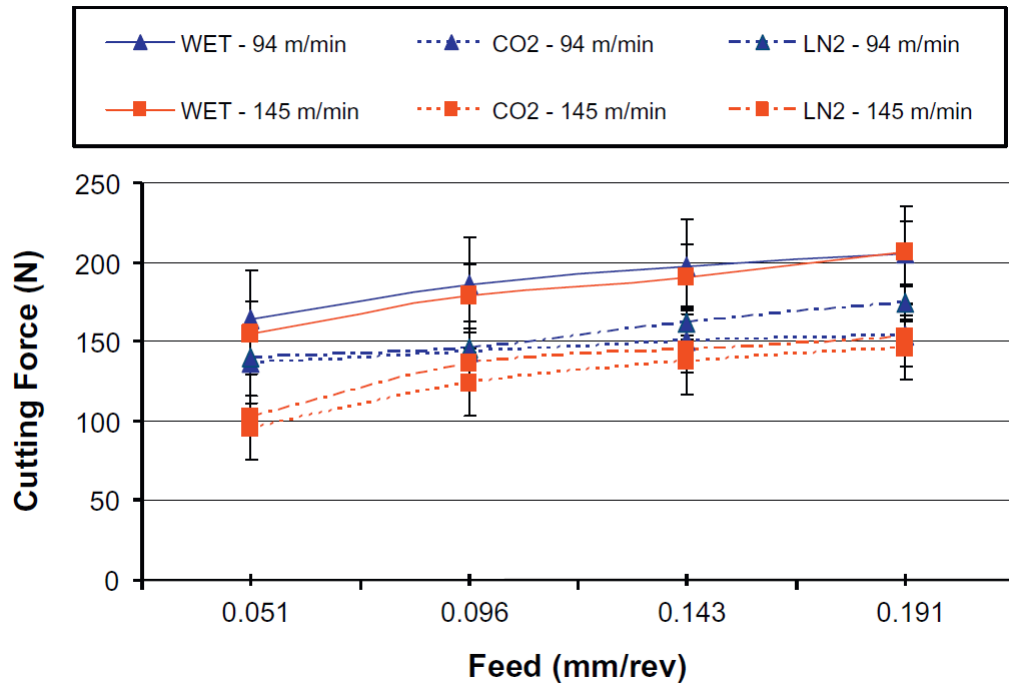 WET - 94 m/min CO2 - 94 m/min LN2 - 94 m/min
WET - 145 m/min CO2 - 145 m/min LN2 - 145 m/min
250
200
150
100
50
0
Cutting Force (N)
0.051 0.096 0.143 0.191
Feed (mm/rev)